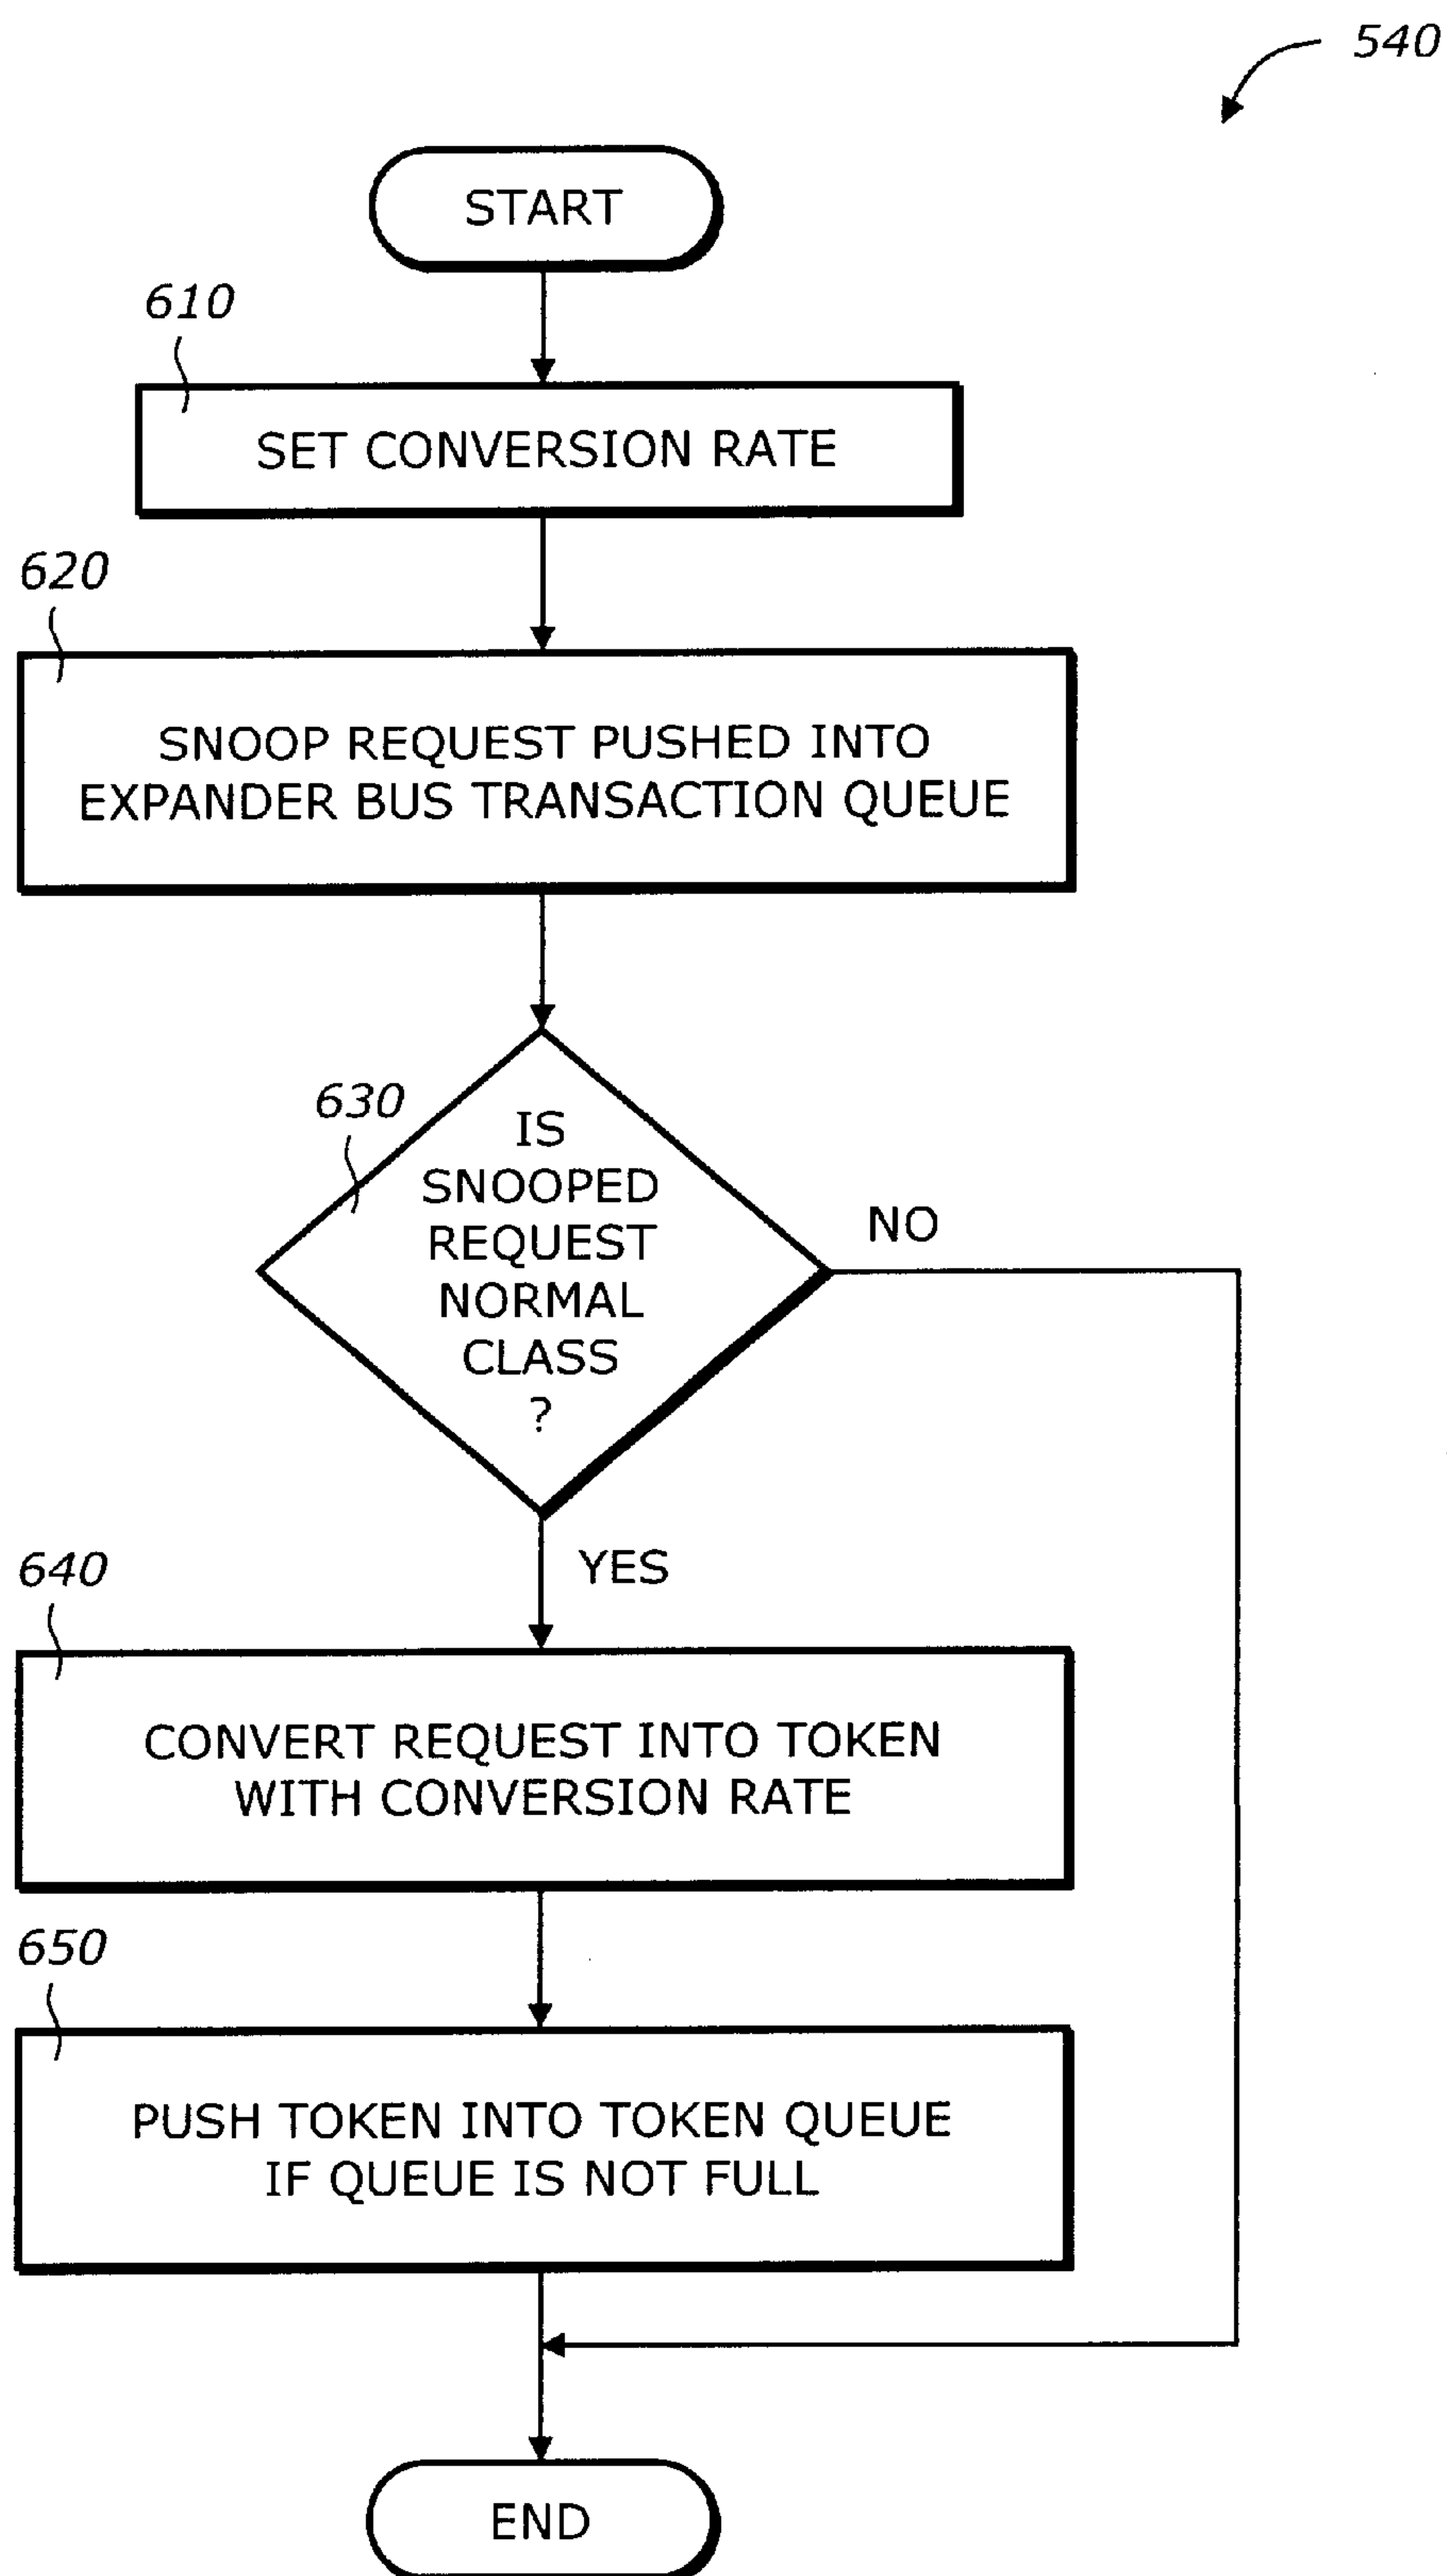 540
START
610
SET CONVERSION RATE
620
SNOOP REQUEST PUSHED INTO
EXPANDER BUS TRANSACTION QUEUE
630
IS
SNOOPED
REQUEST
NORMAL
CLASS
?
NO
YES
640
CONVERT REQUEST INTO TOKEN
WITH CONVERSION RATE
650
PUSH TOKEN INTO TOKEN QUEUE
IF QUEUE IS NOT FULL
END